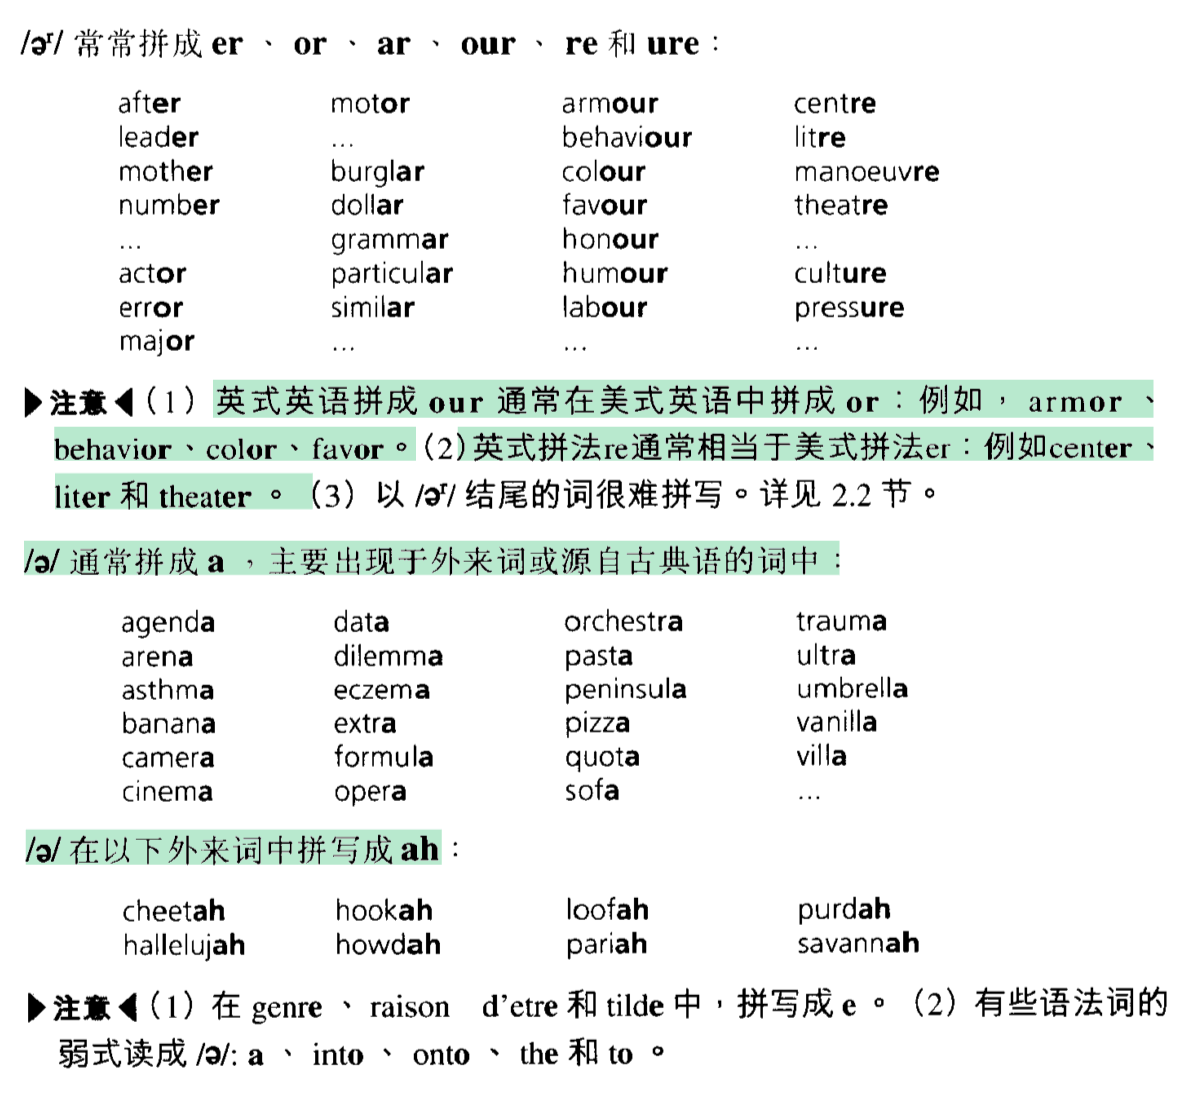 /əʳ/ 常常拼成 er 、 or 、 ar 、 our 、 re 和 ure：
after motor armour centre
leader ... behaviour litre
mother burglar colour manoeuvre
number dollar favour theatre
... grammar honour ...
actor particular humour culture
error similar labour pressure
major ... ... ...
▶注意◀（1）英式英语拼成 our 通常在美式英语中拼成 or：例如，armor 、
behavior、color、favor。（2)英式拼法re通常相当于美式拼法er：例如center、
liter 和 theater 。（3）以 /əʳ/ 结尾的词很难拼写。详见 2.2 节。
/ə/ 通常拼成 a ，主要出现于外来词或源自古典语的词中：
agenda data orchestra trauma
arena dilemma pasta ultra
asthma eczema peninsula umbrella
banana extra pizza vanilla
camera formula quota villa
cinema opera sofa ...
/ə/ 在以下外来词中拼写成 ah：
cheetah hookah loofah purdah
hallelujah howdah pariah savannah
▶注意◀（1）在 genre 、 raison d'etre 和 tilde 中，拼写成 e 。（2）有些语法词的
弱式读成 /ə/: a 、 into 、 onto 、 the 和 to 。